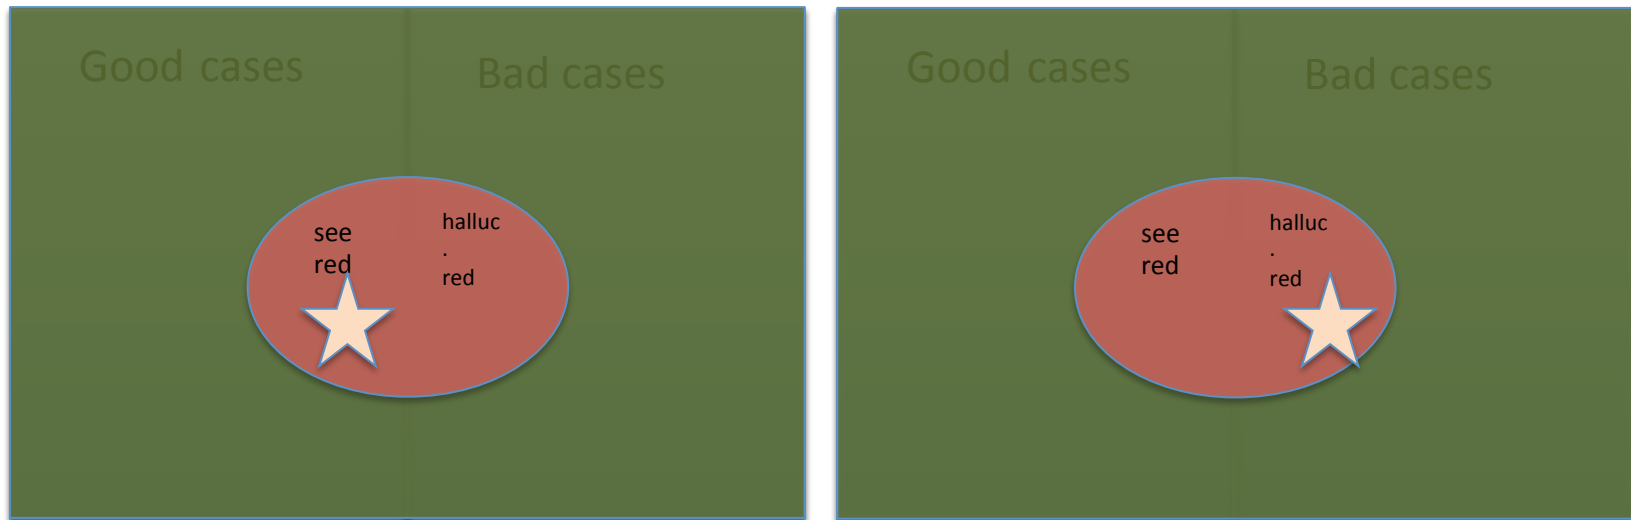 Good cases
Bad cases
see
red
halluc
.
red
Good cases
Bad cases
see
red
halluc
.
red